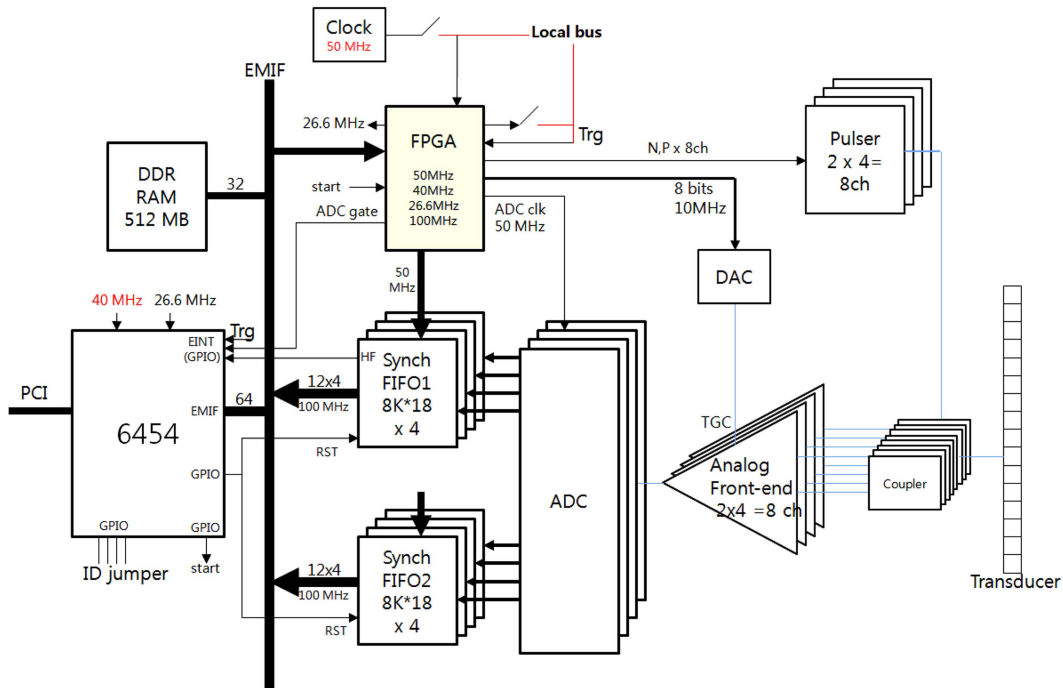 Clock
50 MHz
Local bus
EMIF
26.6 MHz
FPGA
50MHz
40MHz
26.6MHz
100MHz
Trg
N,P x 8ch
Pulser
2 x 4=
8ch
DDR
RAM
512 MB
32
start
ADC gate
ADC clk
50 MHz
8 bits
10MHz
DAC
50
MHz
40 MHz
26.6 MHz
Trg
EINT
(GPIO)
HF
Synch
FIFO1
8K*18
x 4
12x4
100 MHz
PCI
EMIF
64
6454
RST
GPIO
GPIO
GPIO
ID jumper
start
TGC
Analog
Front-end
2x4 =8 ch
Coupler
ADC
Synch
FIFO2
8K*18
x 4
12x4
100 MHz
RST
Transducer